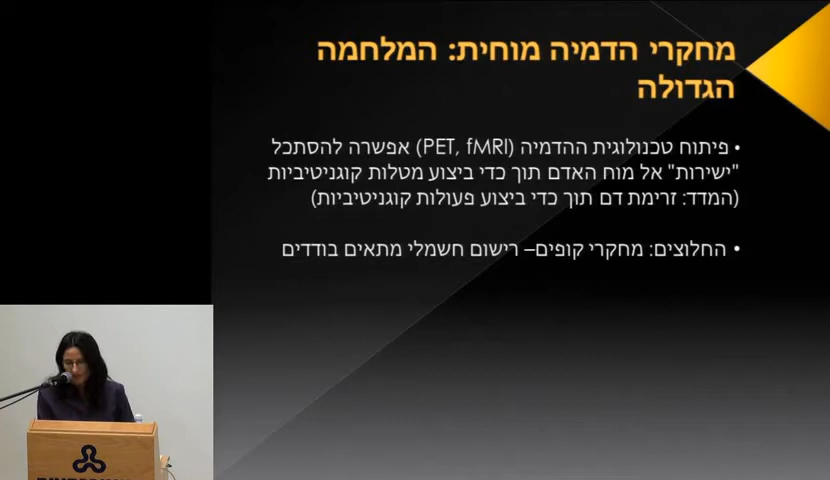 מחקרי הדמיה מוחית: המלחמה
הגדולה
• פיתוח טכנולוגית ההדמיה (PET, fMRI) אפשרה להסתכל
"ישירות" אל מוח האדם תוך כדי ביצוע מטלות קוגניטיביות
(המדד: זרימת דם תוך כדי ביצוע פעולות קוגניטיביות)
• החלוצים: מחקרי קופים– רישום חשמלי מתאים בודדים